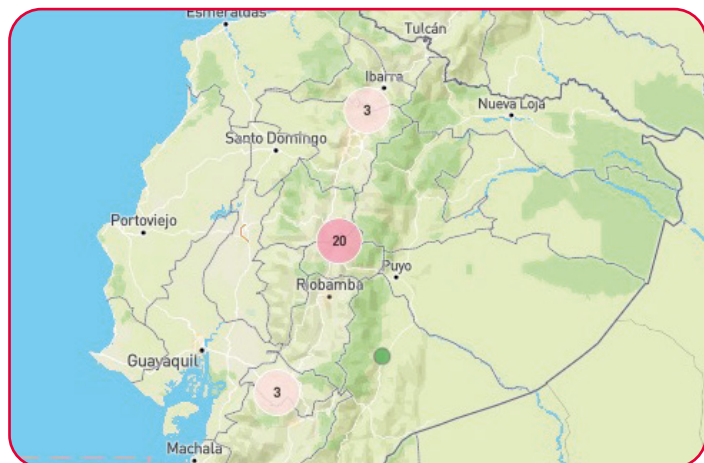 Esmeraldas
Tulcán
Ibarra
3
Nueva Loja
Santo Domingo
Portoviejo
20
Puyo
Riobamba
Guayaquil
3
Machala